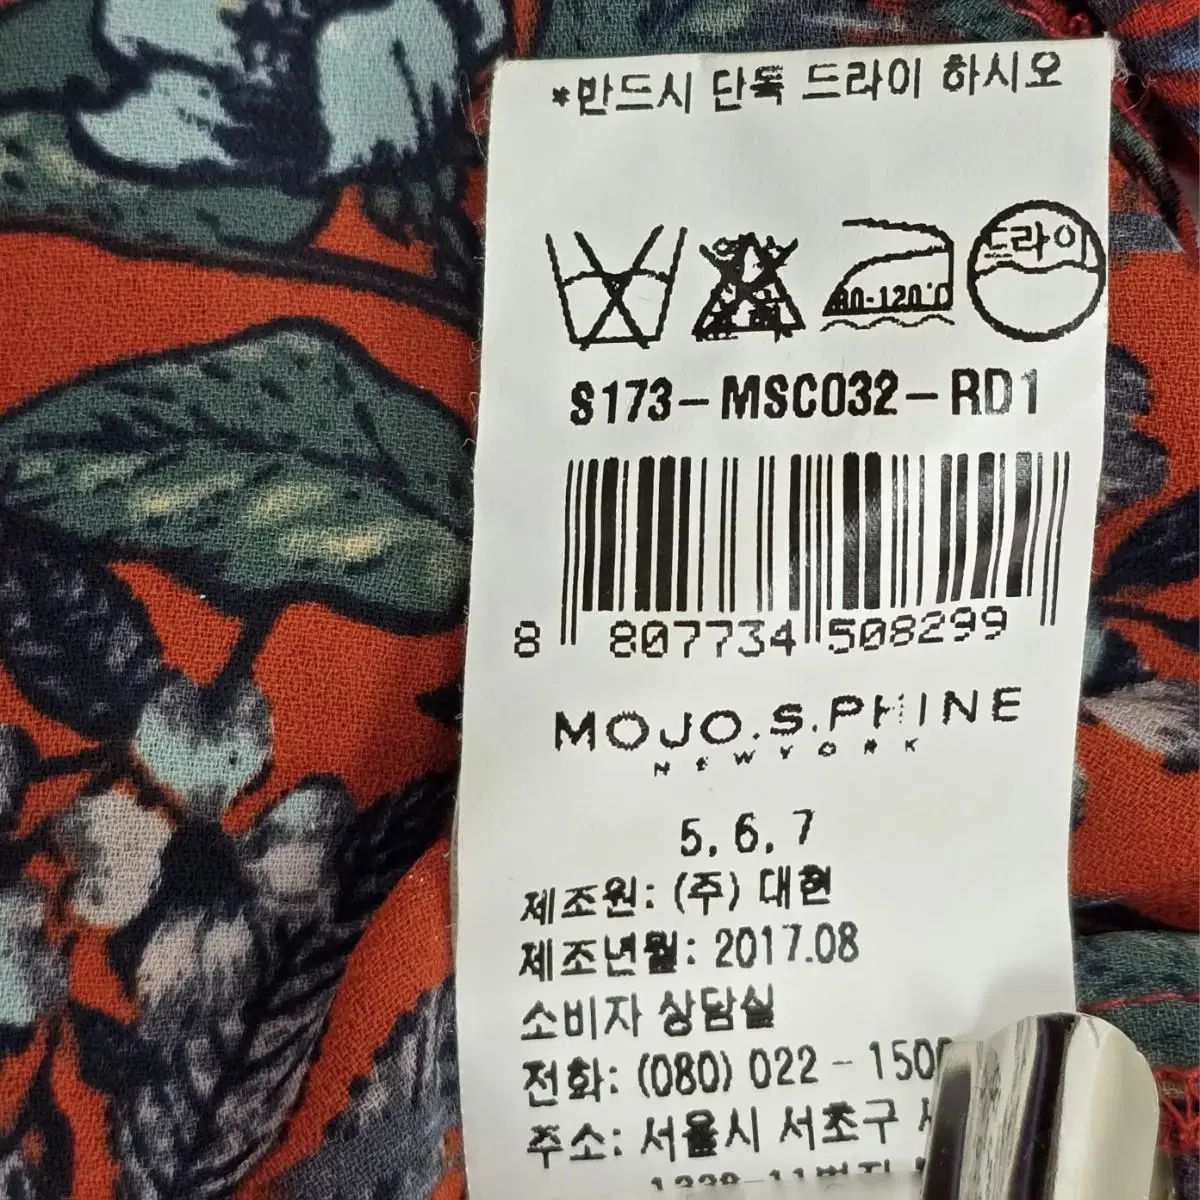 *반드시 단독 드라이 하시오
80-120℃
드라이
S173-MSC032-RD1
8 807734 508299
MOJO.S.PHINE
NEWYORK
5, 6, 7
제조원: (주) 대현
제조년월: 2017.08
소비자 상담실
전화: (080) 022 - 1500
주소: 서울시 서초구